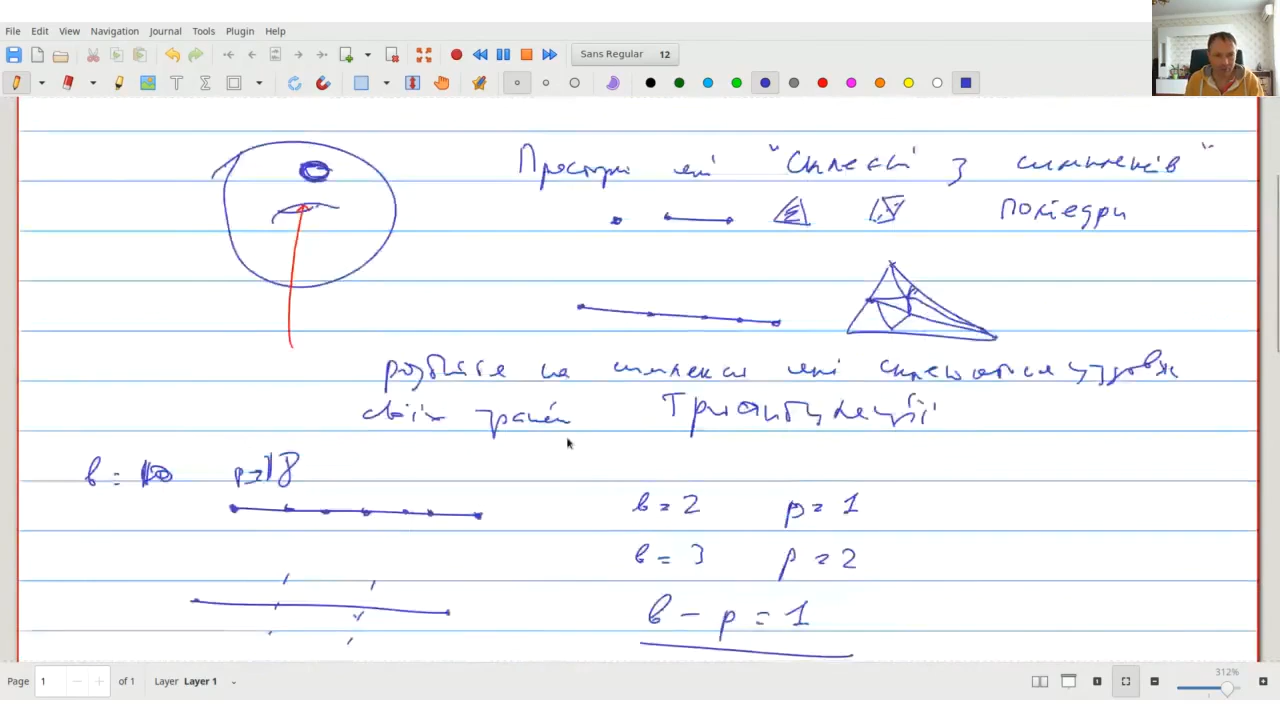 File Edit View Navigation Journal Tools Plugin Help
Sans Regular 12
Простори які "склеєні з симплексів"
поліедри
розбиття на симплекси які склеюються уздовж
своїх граней Триангуляції
в = p = 18
в = 2 p = 1
в = 3 p = 2
в - p = 1
Page 1 of 1 Layer Layer 1 312%